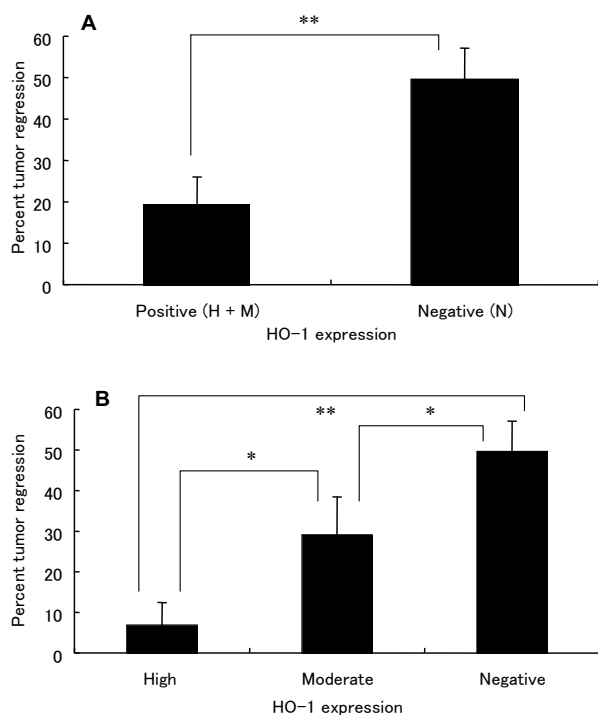 A
**
60
50
40
30
20
10
0
Percent tumor regression
Positive (H + M) Negative (N)
HO-1 expression
B
** *
*
60
50
40
30
20
10
0
Percent tumor regression
High Moderate Negative
HO-1 expression